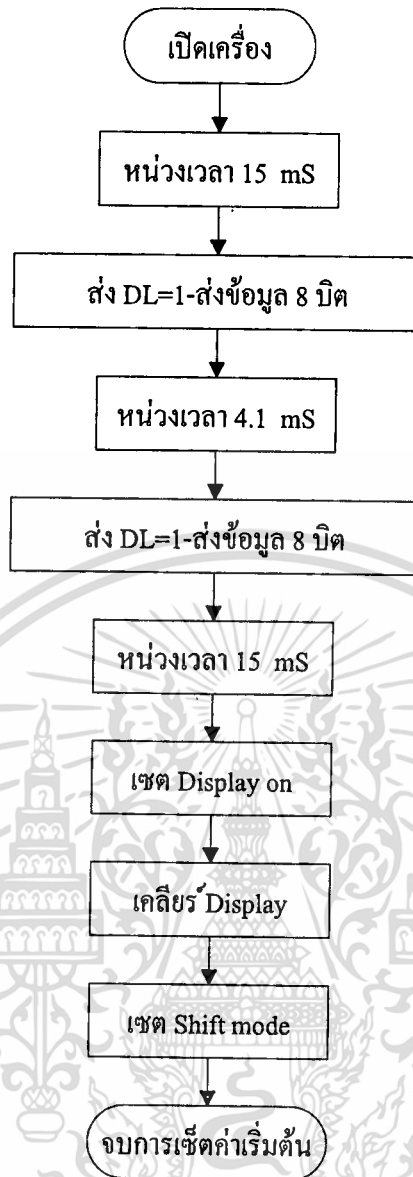 เปิดเครื่อง
หน่วงเวลา 15 mS
ส่ง DL=1-ส่งข้อมูล 8 บิต
หน่วงเวลา 4.1 mS
ส่ง DL=1-ส่งข้อมูล 8 บิต
หน่วงเวลา 15 mS
เซต Display on
เคลียร์ Display
เซต Shift mode
จบการเซ็ตค่าเริ่มต้น